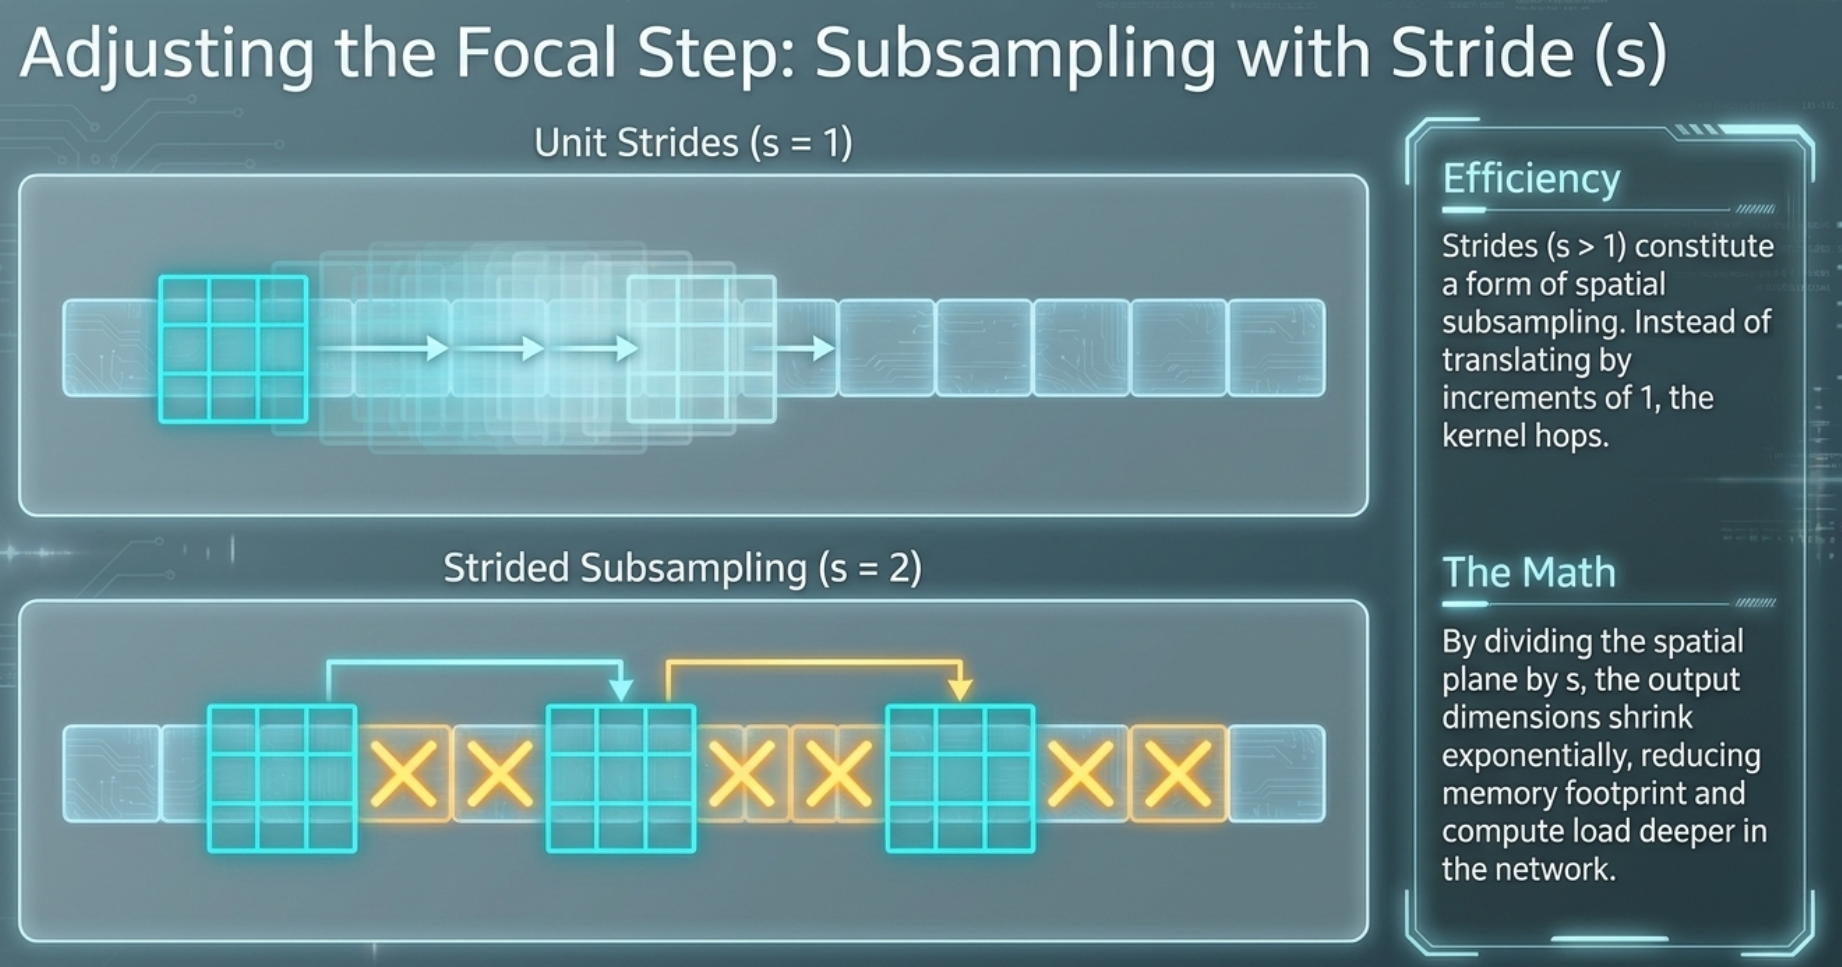 Adjusting the Focal Step: Subsampling with Stride (s)
Unit Strides (s = 1)
Strided Subsampling (s = 2)
Efficiency
Strides (s > 1) constitute
a form of spatial
subsampling. Instead of
translating by
increments of 1, the
kernel hops.
The Math
By dividing the spatial
plane by s, the output
dimensions shrink
exponentially, reducing
memory footprint and
compute load deeper in
the network.